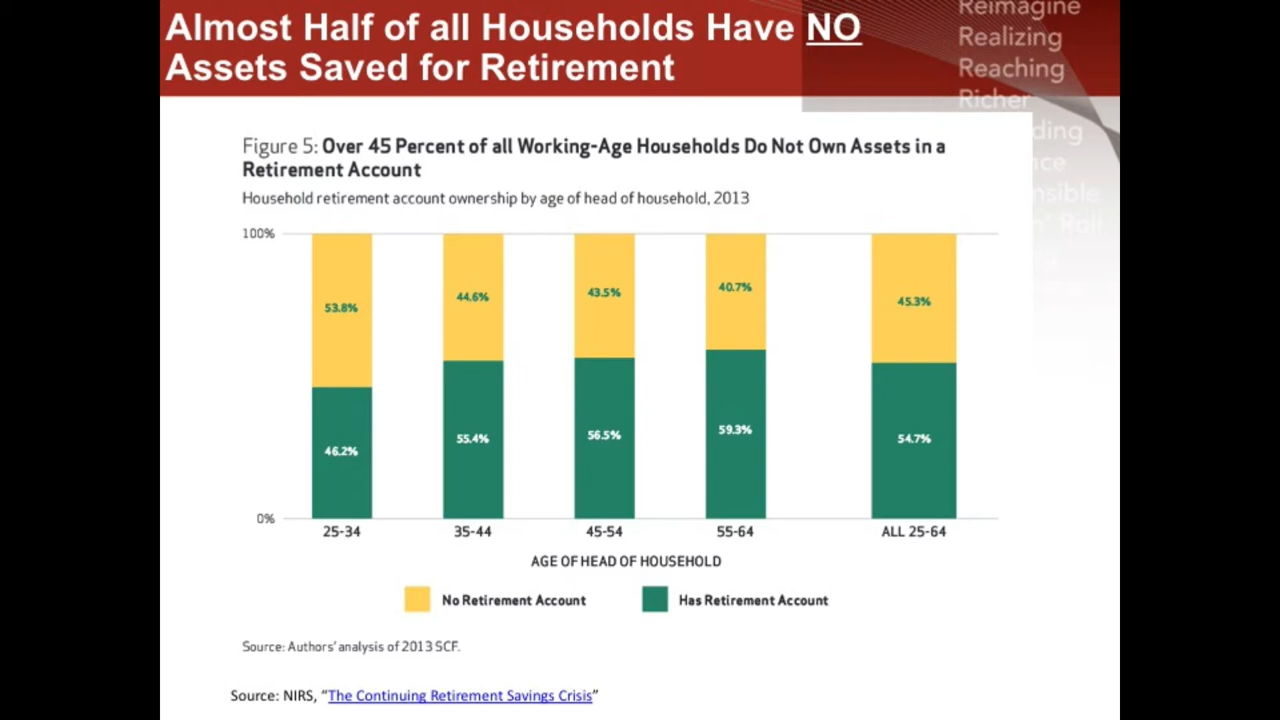 Almost Half of all Households Have NO
Assets Saved for Retirement
Reimagine
Realizing
Reaching
Richer
Figure 5: Over 45 Percent of all Working-Age Households Do Not Own Assets in a
Retirement Account
Household retirement account ownership by age of head of household, 2013
100%
53.8%
44.6%
43.5%
40.7%
45.3%
46.2%
55.4%
56.5%
59.3%
54.7%
0%
25-34
35-44
45-54
55-64
ALL 25-64
AGE OF HEAD OF HOUSEHOLD
No Retirement Account
Has Retirement Account
Source: Authors' analysis of 2013 SCF.
Source: NIRS, “The Continuing Retirement Savings Crisis”